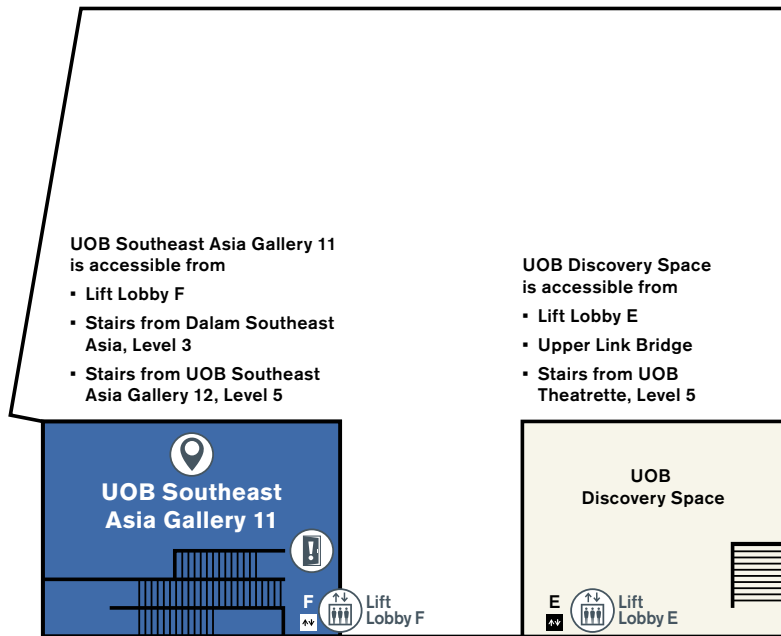 UOB Southeast Asia Gallery 11
is accessible from
▪ Lift Lobby F
▪ Stairs from Dalam Southeast
Asia, Level 3
▪ Stairs from UOB Southeast
Asia Gallery 12, Level 5
UOB Discovery Space
is accessible from
▪ Lift Lobby E
▪ Upper Link Bridge
▪ Stairs from UOB
Theatrette, Level 5
UOB Southeast
Asia Gallery 11
F
Lift
Lobby F
UOB
Discovery Space
E
Lift
Lobby E